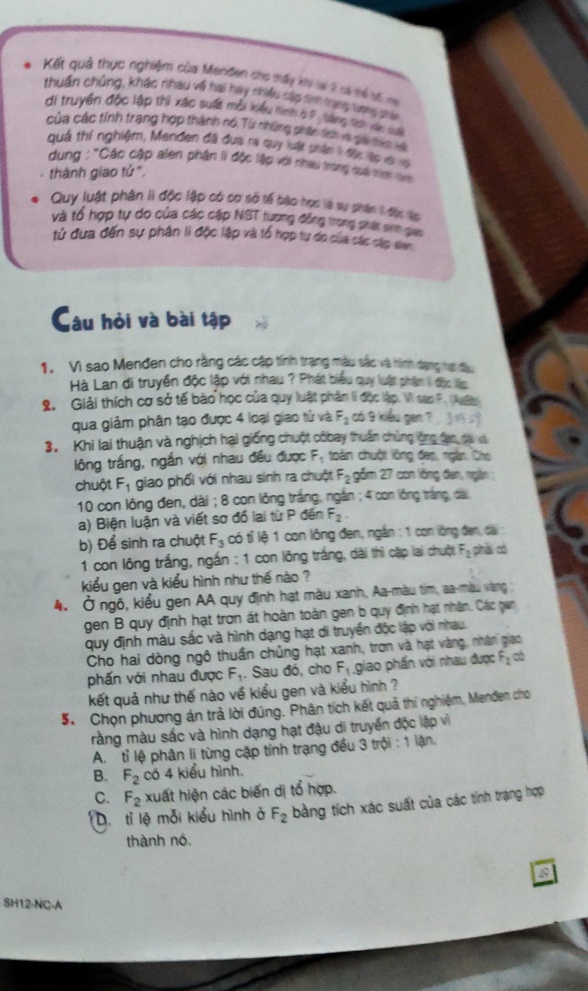 • Kết quả thực nghiệm của Menđen cho thấy khi lai 2 cá thể bố, mẹ
thuần chủng, khác nhau về hai hay nhiều cặp tính trạng tương phản,
di truyền độc lập thì xác suất mỗi kiểu hình ở F₂ bằng tích xác suất
của các tính trạng hợp thành nó. Từ những phân tích và giải thích kết
quả thí nghiệm, Menđen đã đưa ra quy luật phân li độc lập với nội
dung : "Các cặp alen phân li độc lập với nhau trong quá trình hình
thành giao tử".
• Quy luật phân li độc lập có cơ sở tế bào học là sự phân li độc lập
và tổ hợp tự do của các cặp NST tương đồng trong phát sinh giao
tử đưa đến sự phân li độc lập và tổ hợp tự do của các cặp alen.
Câu hỏi và bài tập
1. Vì sao Menđen cho rằng các cặp tính trạng màu sắc và hình dạng hạt đậu
Hà Lan di truyền độc lập với nhau ? Phát biểu quy luật phân li độc lập.
2. Giải thích cơ sở tế bào học của quy luật phân li độc lập. Vì sao F₁ (AaBb)
qua giảm phân tạo được 4 loại giao tử và F₂ có 9 kiểu gen ?
3. Khi lai thuận và nghịch hai giống chuột côbay thuần chủng lông đen, dài và
lông trắng, ngắn với nhau đều được F₁ toàn chuột lông đen, ngắn. Cho
chuột F₁ giao phối với nhau sinh ra chuột F₂ gồm 27 con lông đen, ngắn ;
10 con lông đen, dài ; 8 con lông trắng, ngắn ; 4 con lông trắng, dài.
a) Biện luận và viết sơ đồ lai từ P đến F₂.
b) Để sinh ra chuột F₃ có tỉ lệ 1 con lông đen, ngắn : 1 con lông đen, dài :
1 con lông trắng, ngắn : 1 con lông trắng, dài thì cặp lai chuột F₂ phải có
kiểu gen và kiểu hình như thế nào ?
4. Ở ngô, kiểu gen AA quy định hạt màu xanh, Aa-màu tím, aa-màu vàng ;
gen B quy định hạt trơn át hoàn toàn gen b quy định hạt nhăn. Các gen
quy định màu sắc và hình dạng hạt di truyền độc lập với nhau.
Cho hai dòng ngô thuần chủng hạt xanh, trơn và hạt vàng, nhăn giao
phấn với nhau được F₁. Sau đó, cho F₁ giao phấn với nhau được F₂ có
kết quả như thế nào về kiểu gen và kiểu hình ?
5. Chọn phương án trả lời đúng. Phân tích kết quả thí nghiệm, Menđen cho
rằng màu sắc và hình dạng hạt đậu di truyền độc lập vì
A. tỉ lệ phân li từng cặp tính trạng đều 3 trội : 1 lặn.
B. F₂ có 4 kiểu hình.
C. F₂ xuất hiện các biến dị tổ hợp.
D. tỉ lệ mỗi kiểu hình ở F₂ bằng tích xác suất của các tính trạng hợp
thành nó.
SH12-NC-A